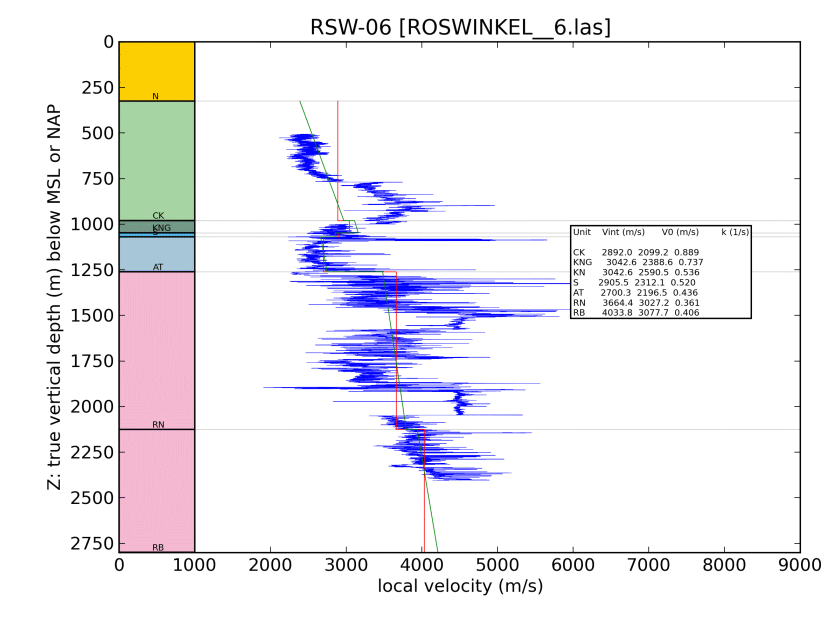 RSW-06 [ROSWINKEL__6.las]
Z: true vertical depth (m) below MSL or NAP
0
250
500
750
1000
1250
1500
1750
2000
2250
2500
2750
N
CK
KNG
S
AT
RN
RB
Unit Vint (m/s) V0 (m/s) k (1/s)
CK 2892.0 2099.2 0.889
KNG 3042.6 2388.6 0.737
KN 3042.6 2590.5 0.536
S 2905.5 2312.1 0.520
AT 2700.3 2196.5 0.436
RN 3664.4 3027.2 0.361
RB 4033.8 3077.7 0.406
0 1000 2000 3000 4000 5000 6000 7000 8000 9000
local velocity (m/s)